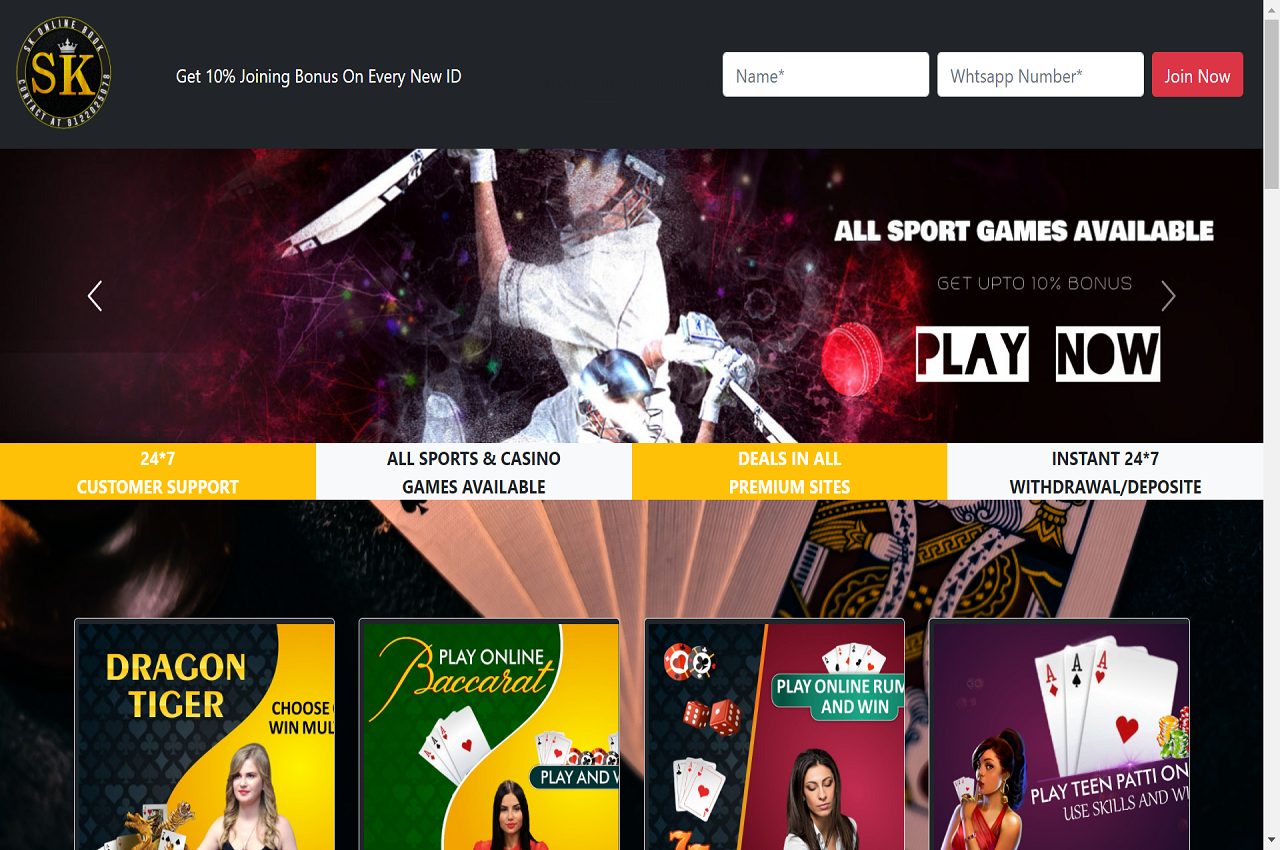 SK ONLINE BOOK
SK
CONTACT AT 9122025078
Get 10% Joining Bonus On Every New ID
Name*
Whtsapp Number*
Join Now
ALL SPORT GAMES AVAILABLE
GET UPTO 10% BONUS
PLAY NOW
24*7
CUSTOMER SUPPORT
ALL SPORTS & CASINO
GAMES AVAILABLE
DEALS IN ALL
PREMIUM SITES
INSTANT 24*7
WITHDRAWAL/DEPOSITE
DRAGON
TIGER
CHOOSE
WIN MUL
PLAY ONLINE
Baccarat
PLAY AND W
PLAY ONLINE RUM
AND WIN
PLAY TEEN PATTI ON
USE SKILLS AND WI